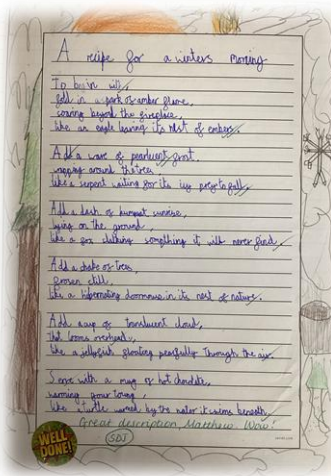 A recipe for a winters morning
To begin with,
fold in a spark of amber flame,
soaring beyond the fireplace,
like an eagle leaving its nest of embers.
Add a wave of pearlescent frost,
wrapping around the trees
like a serpent waiting for its icy prey to fall.
Add a dash of sunrise,
lying on the ground,
like a fox stalking something it will never find.
Add a shake of trees,
frozen still,
like a hibernating doormouse in its nest of nature.
Add a cup of translucent cloud,
that looms overhead,
like a jellyfish floating peacefully through the air.
Serve with a mug of hot chocolate,
warming your
like a turtle warmed by the water it swims beneath.
Great description, Matthew. Wow!
SDJ
WELL DONE!